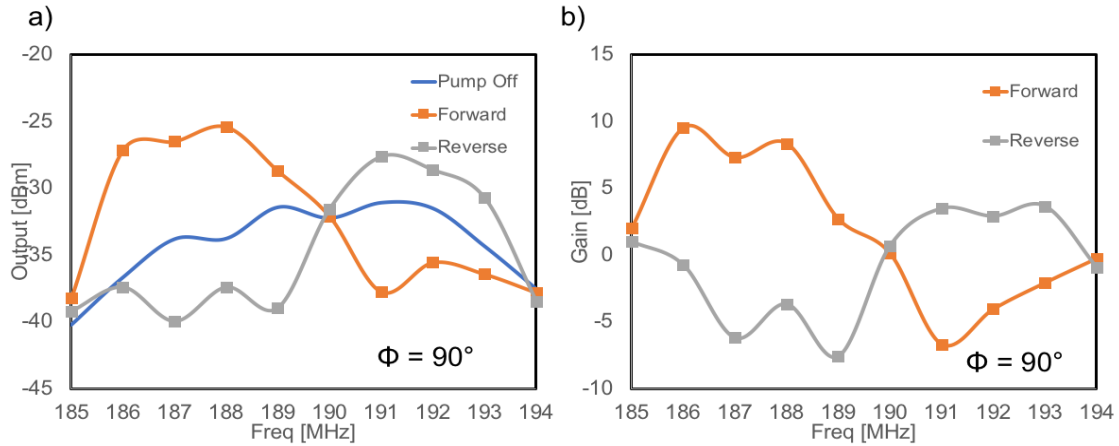 a)
-20
-25
-30
-35
-40
-45
Output [dBm]
Pump Off
Forward
Reverse
Φ = 90°
185 186 187 188 189 190 191 192 193 194
Freq [MHz]
b)
15
10
5
0
-5
-10
Gain [dB]
Forward
Reverse
Φ = 90°
185 186 187 188 189 190 191 192 193 194
Freq [MHz]